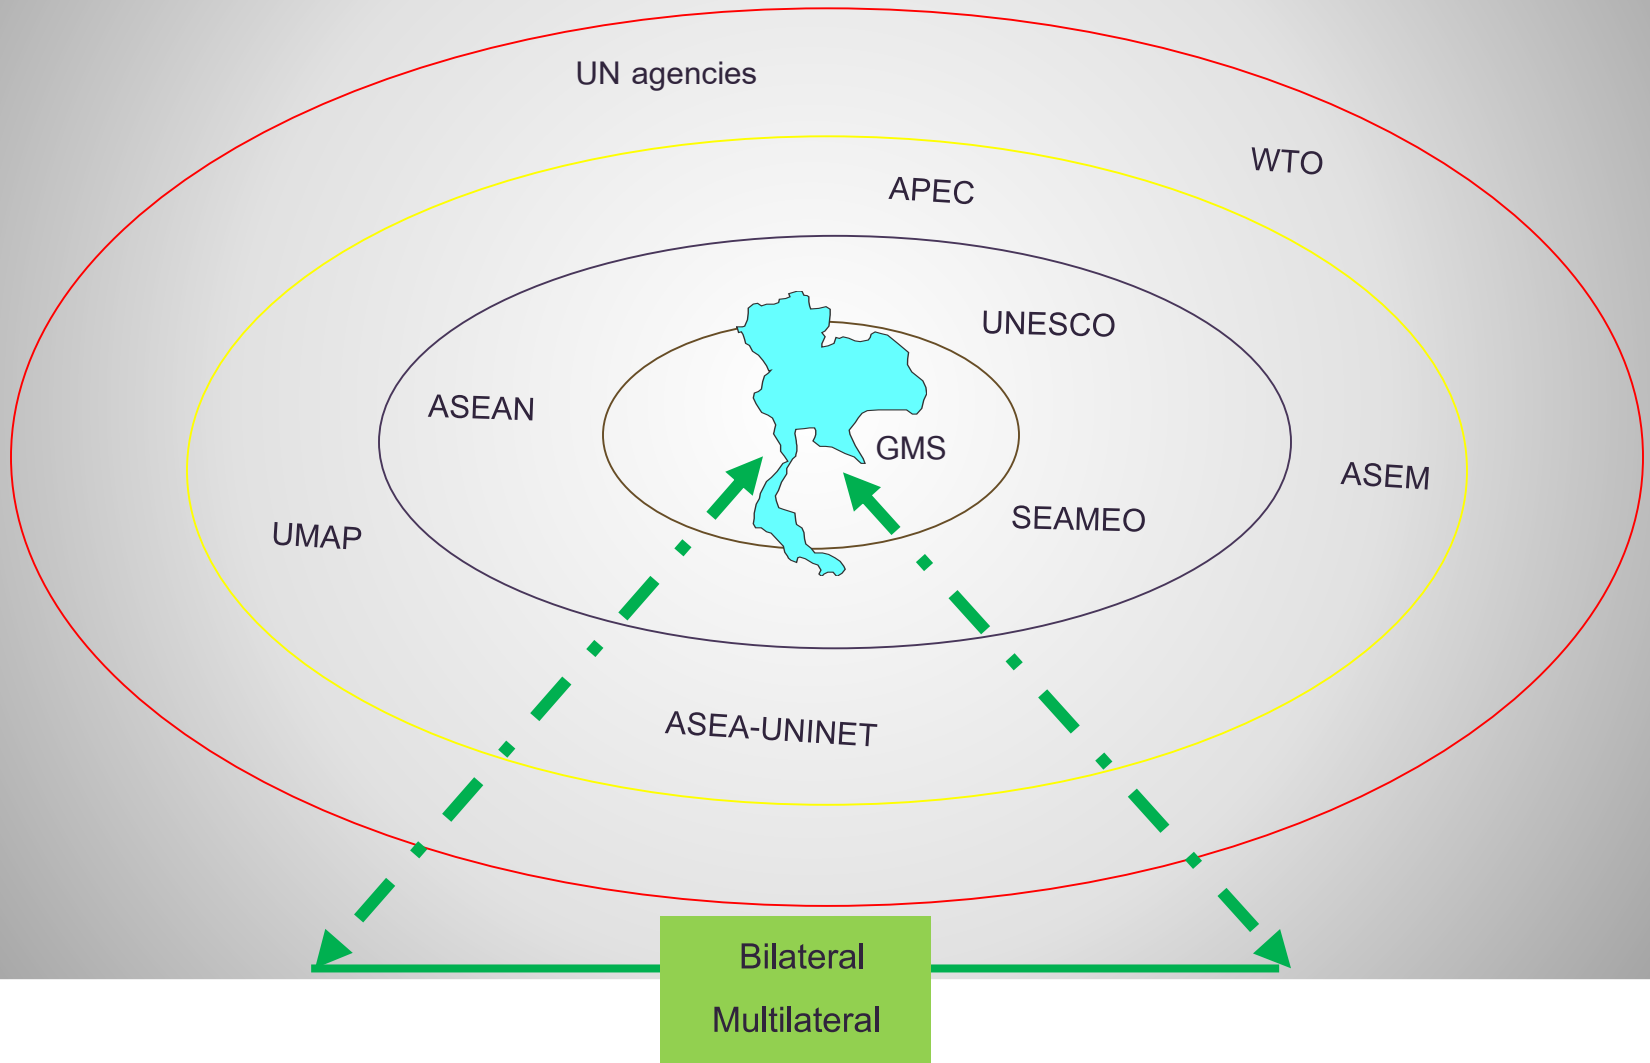 UN agencies
WTO
APEC
UNESCO
ASEAN
GMS
ASEM
SEAMEO
UMAP
ASEA-UNINET
Bilateral
Multilateral